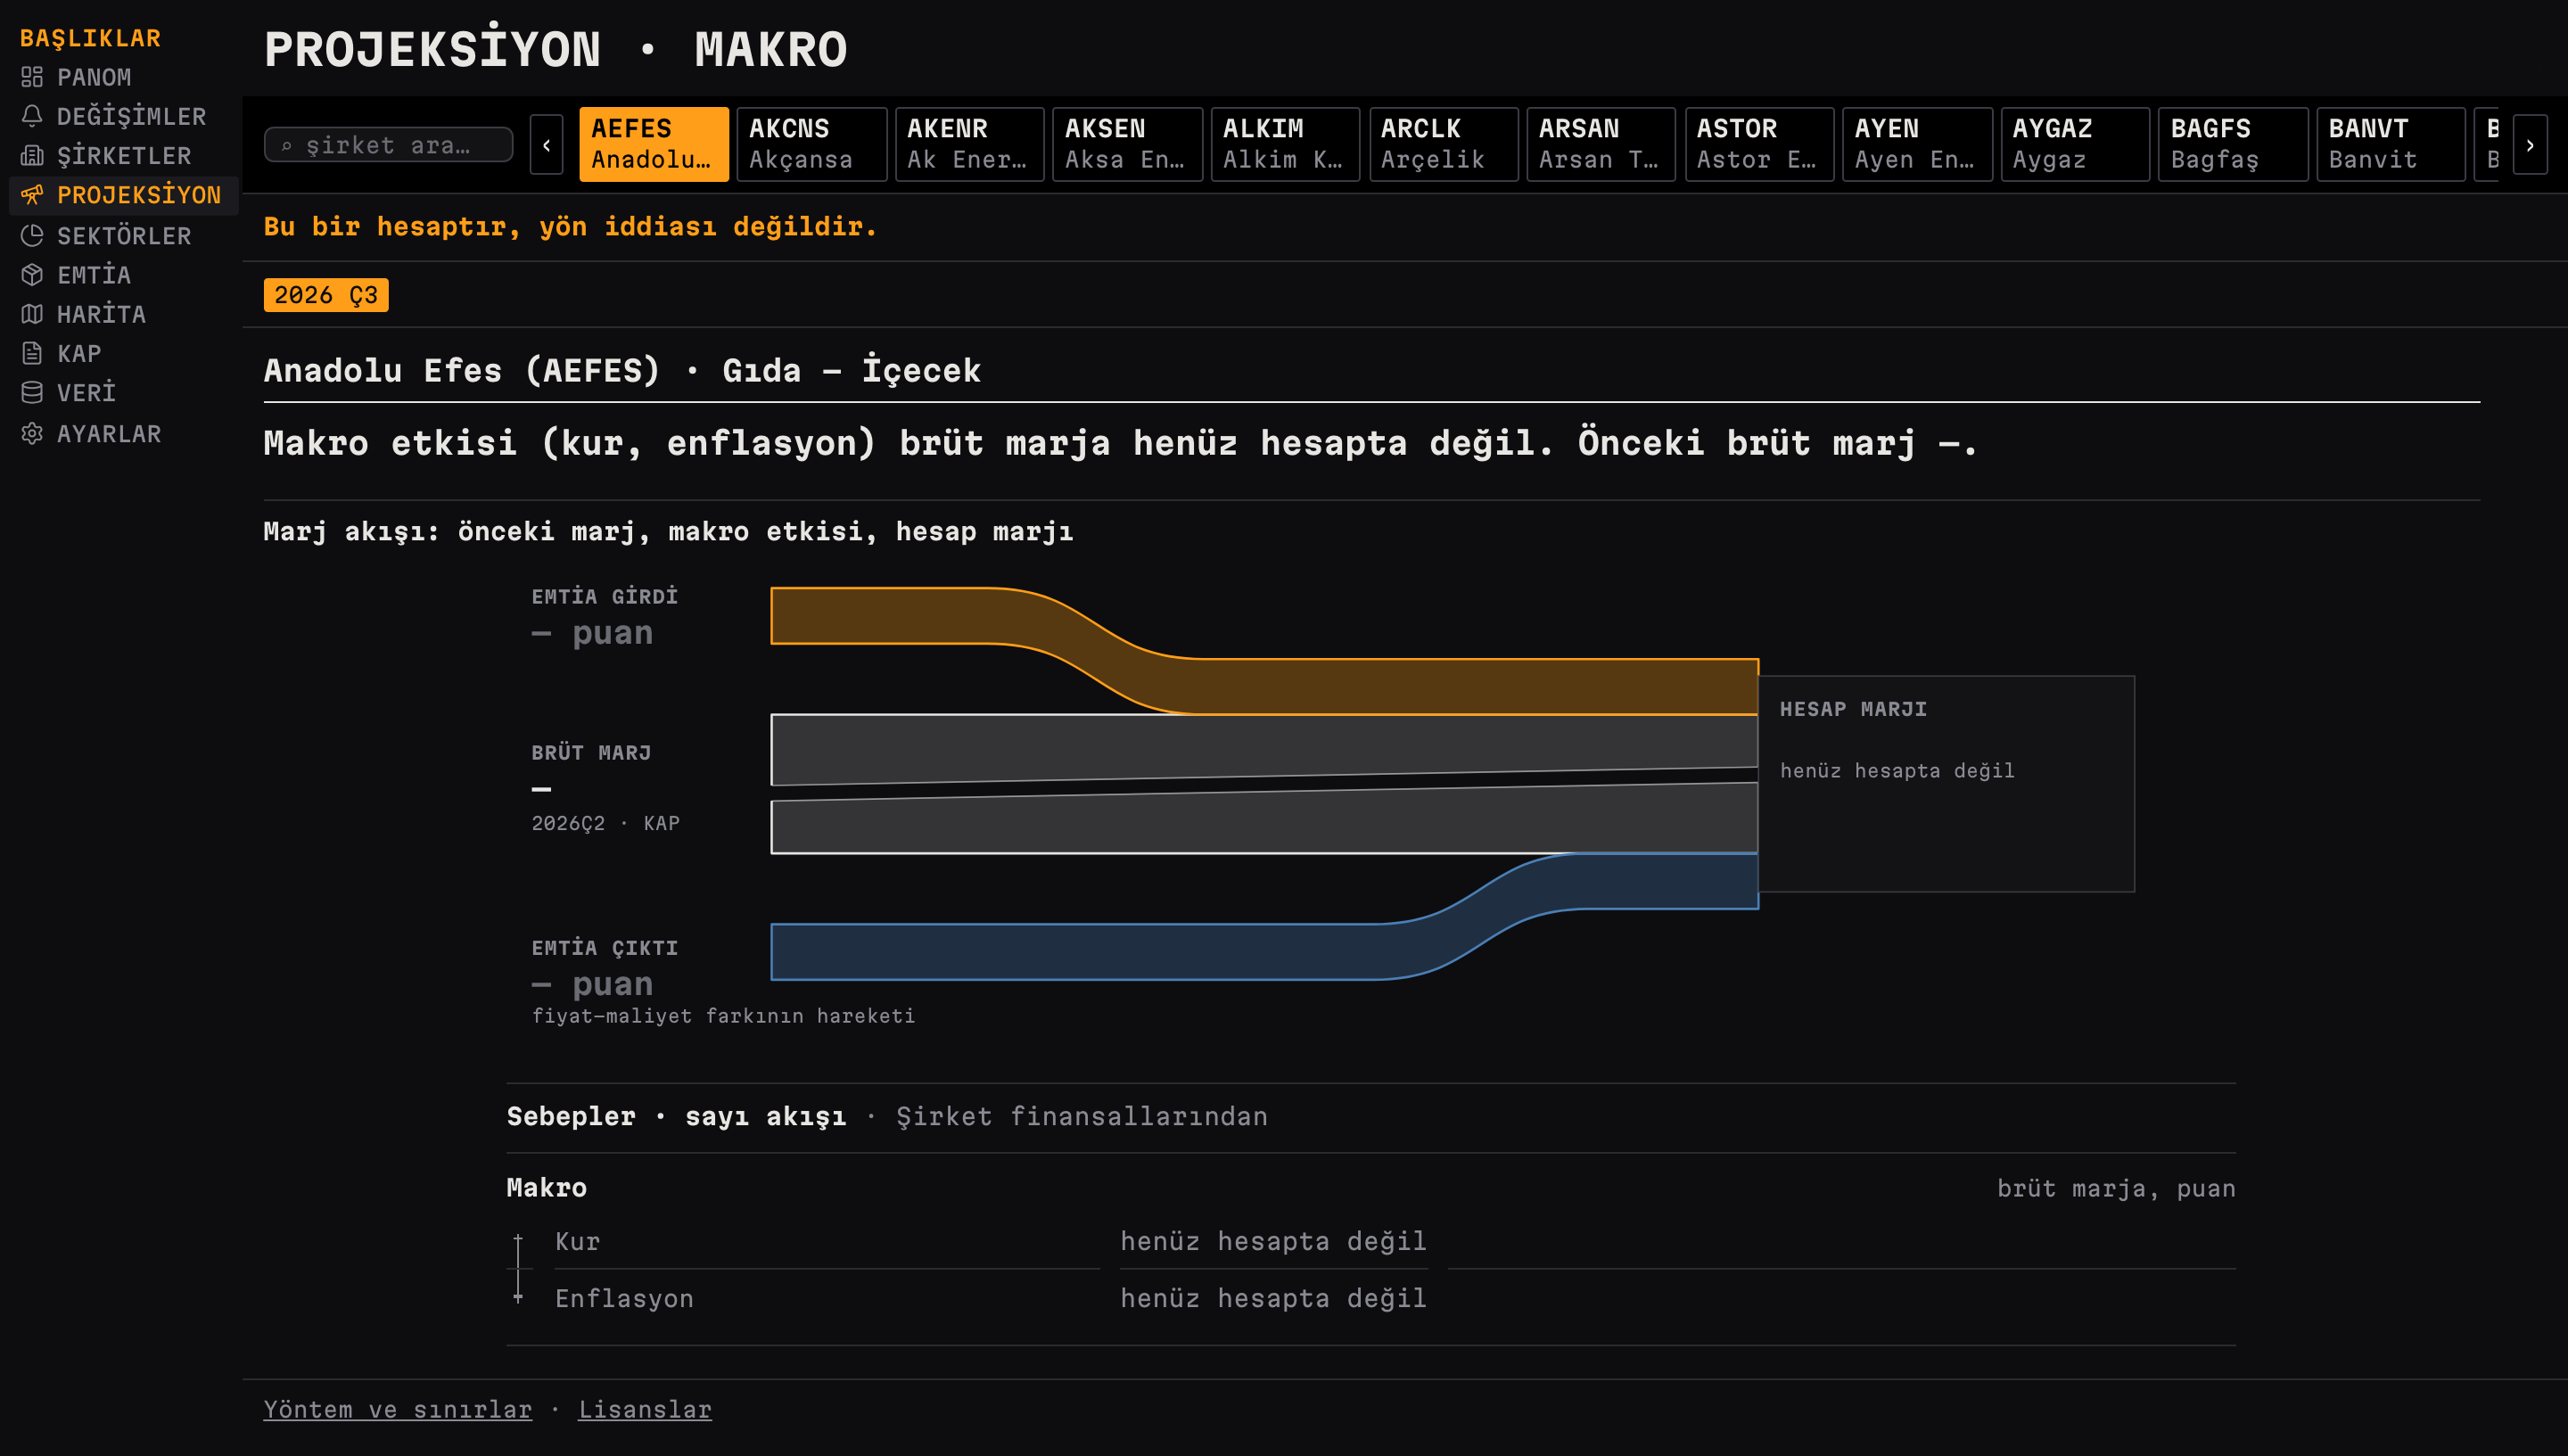 BAŞLIKLAR
PANOM
DEĞİŞİMLER
ŞİRKETLER
PROJEKSİYON
SEKTÖRLER
EMTİA
HARİTA
KAP
VERİ
AYARLAR
PROJEKSİYON · MAKRO
şirket ara…
‹
AEFES
Anadolu…
AKCNS
Akçansa
AKENR
Ak Ener…
AKSEN
Aksa En…
ALKIM
Alkim K…
ARCLK
Arçelik
ARSAN
Arsan T…
ASTOR
Astor E…
AYEN
Ayen En…
AYGAZ
Aygaz
BAGFS
Bagfaş
BANVT
Banvit
›
Bu bir hesaptır, yön iddiası değildir.
2026 Ç3
Anadolu Efes (AEFES) · Gıda – İçecek
Makro etkisi (kur, enflasyon) brüt marja henüz hesapta değil. Önceki brüt marj —.
Marj akışı: önceki marj, makro etkisi, hesap marjı
EMTİA GİRDİ
— puan
BRÜT MARJ
—
2026Ç2 · KAP
EMTİA ÇIKTI
— puan
fiyat–maliyet farkının hareketi
HESAP MARJI
henüz hesapta değil
Sebepler · sayı akışı · Şirket finansallarından
Makro
brüt marja, puan
Kur henüz hesapta değil
Enflasyon henüz hesapta değil
Yöntem ve sınırlar · Lisanslar